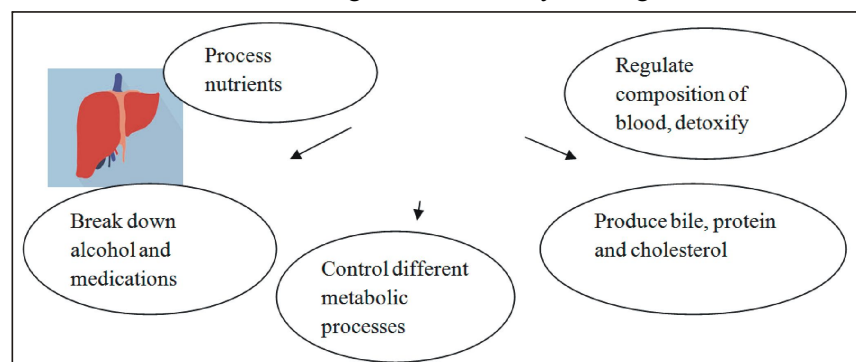 Process
nutrients
Regulate
composition of
blood, detoxify
Break down
alcohol and
medications
Control different
metabolic
processes
Produce bile, protein
and cholesterol